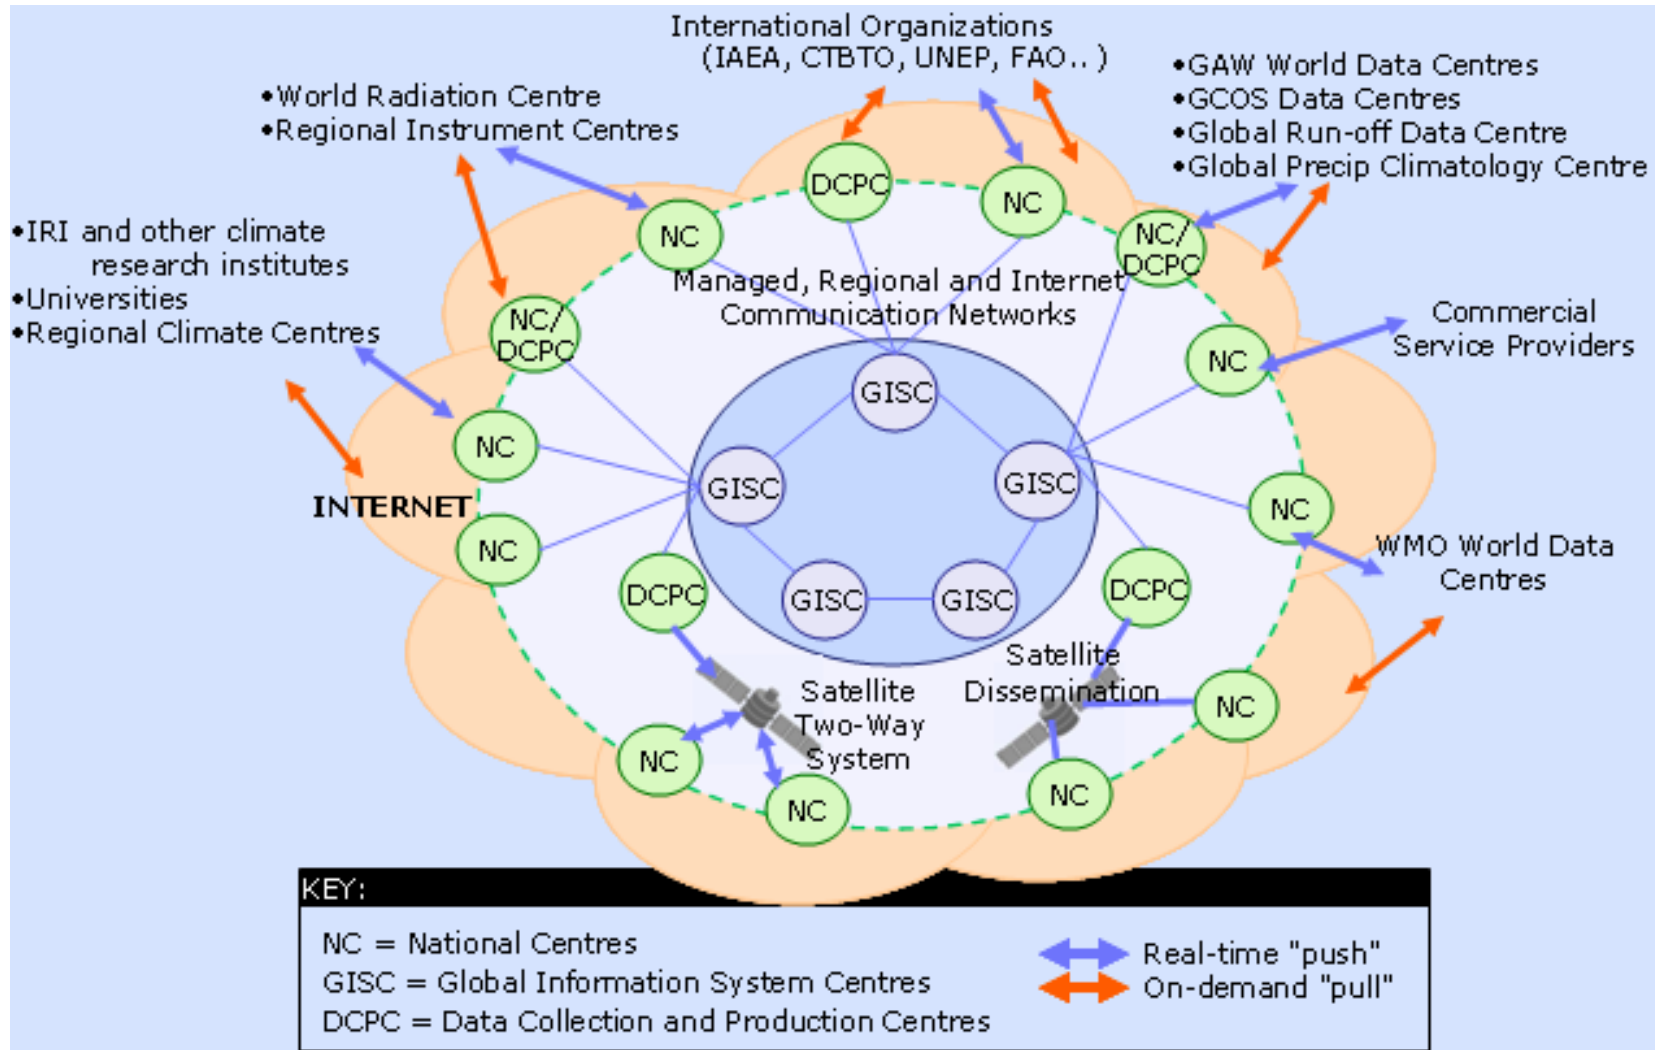 International Organizations
(IAEA, CTBTO, UNEP, FAO..)
•World Radiation Centre
•Regional Instrument Centres
•GAW World Data Centres
•GCOS Data Centres
•Global Run-off Data Centre
•Global Precip Climatology Centre
•IRI and other climate
research institutes
•Universities
•Regional Climate Centres
DCPC
NC
NC
NC/
DCPC
NC/
DCPC
Managed, Regional and Internet
Communication Networks
NC
Commercial
Service Providers
GISC
NC
GISC
GISC
INTERNET
NC
NC
WMO World Data
Centres
DCPC
GISC
GISC
DCPC
Satellite
Dissemination
Satellite
Two-Way
System
NC
NC
NC
NC
KEY:
NC = National Centres
GISC = Global Information System Centres
DCPC = Data Collection and Production Centres
Real-time "push"
On-demand "pull"